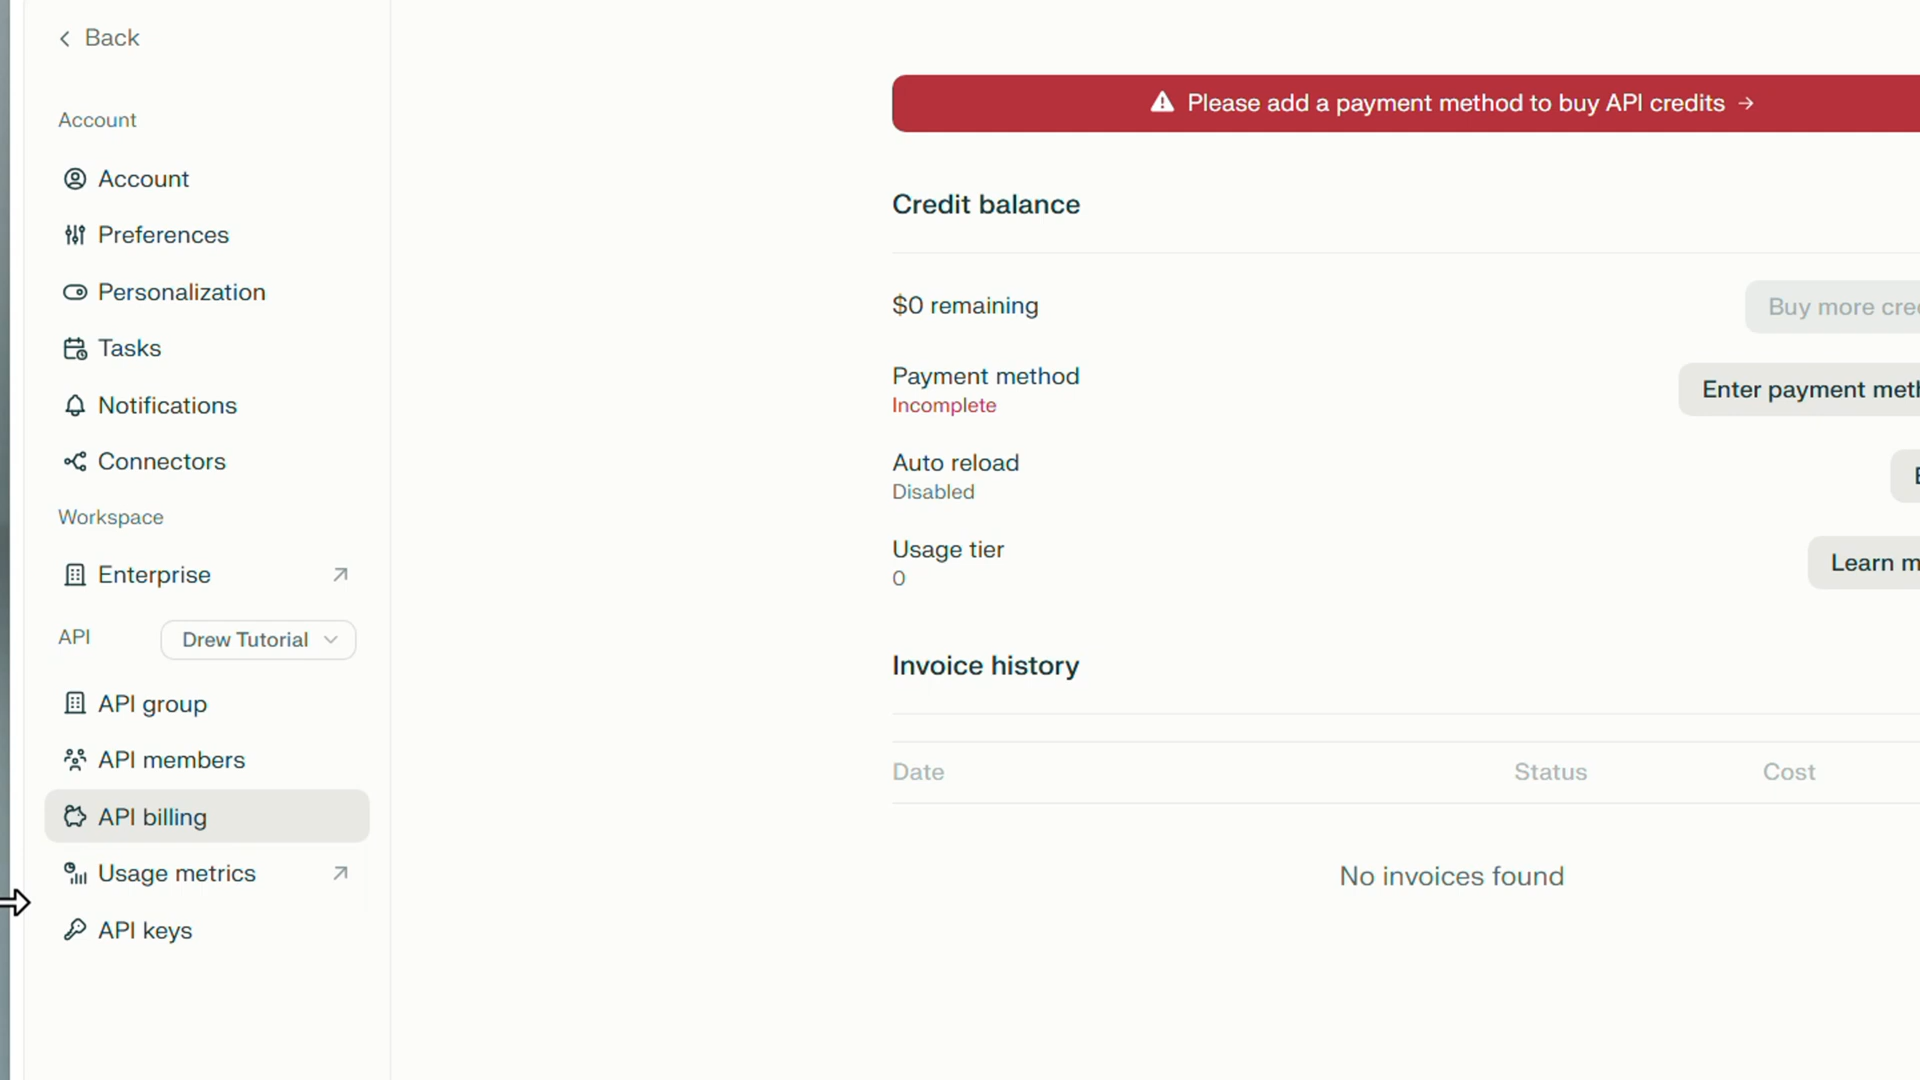 Back
Account
Account
Preferences
Personalization
Tasks
Notifications
Connectors
Workspace
Enterprise
API
Drew Tutorial
API group
API members
API billing
Usage metrics
API keys
Please add a payment method to buy API credits →
Credit balance
$0 remaining
Buy more
Payment method
Incomplete
Enter payment
Auto reload
Disabled
Usage tier
0
Learn
Invoice history
Date Status Cost
No invoices found